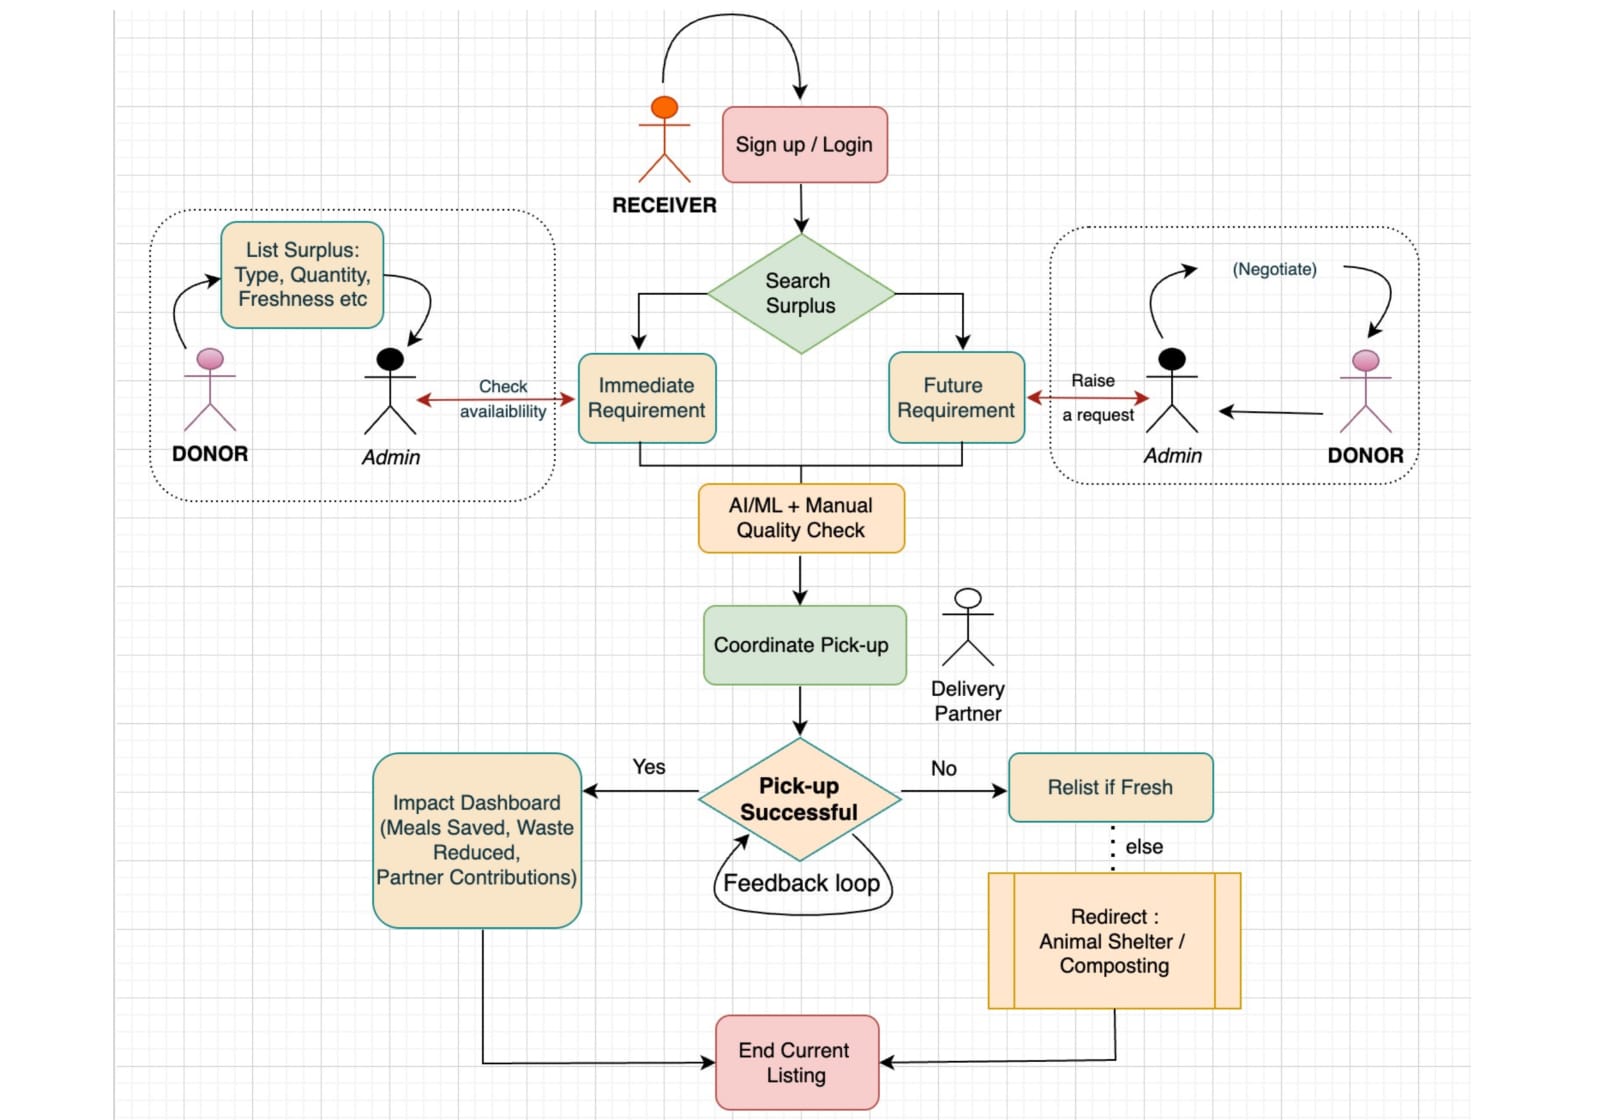 Sign up / Login
RECEIVER
List Surplus:
Type, Quantity,
Freshness etc
Search
Surplus
(Negotiate)
DONOR
Admin
Check
availaiblility
Immediate
Requirement
Future
Requirement
Raise
a request
Admin
DONOR
AI/ML + Manual
Quality Check
Coordinate Pick-up
Delivery
Partner
Yes
Pick-up
Successful
No
Relist if Fresh
Impact Dashboard
(Meals Saved, Waste
Reduced,
Partner Contributions)
Feedback loop
else
Redirect :
Animal Shelter /
Composting
End Current
Listing